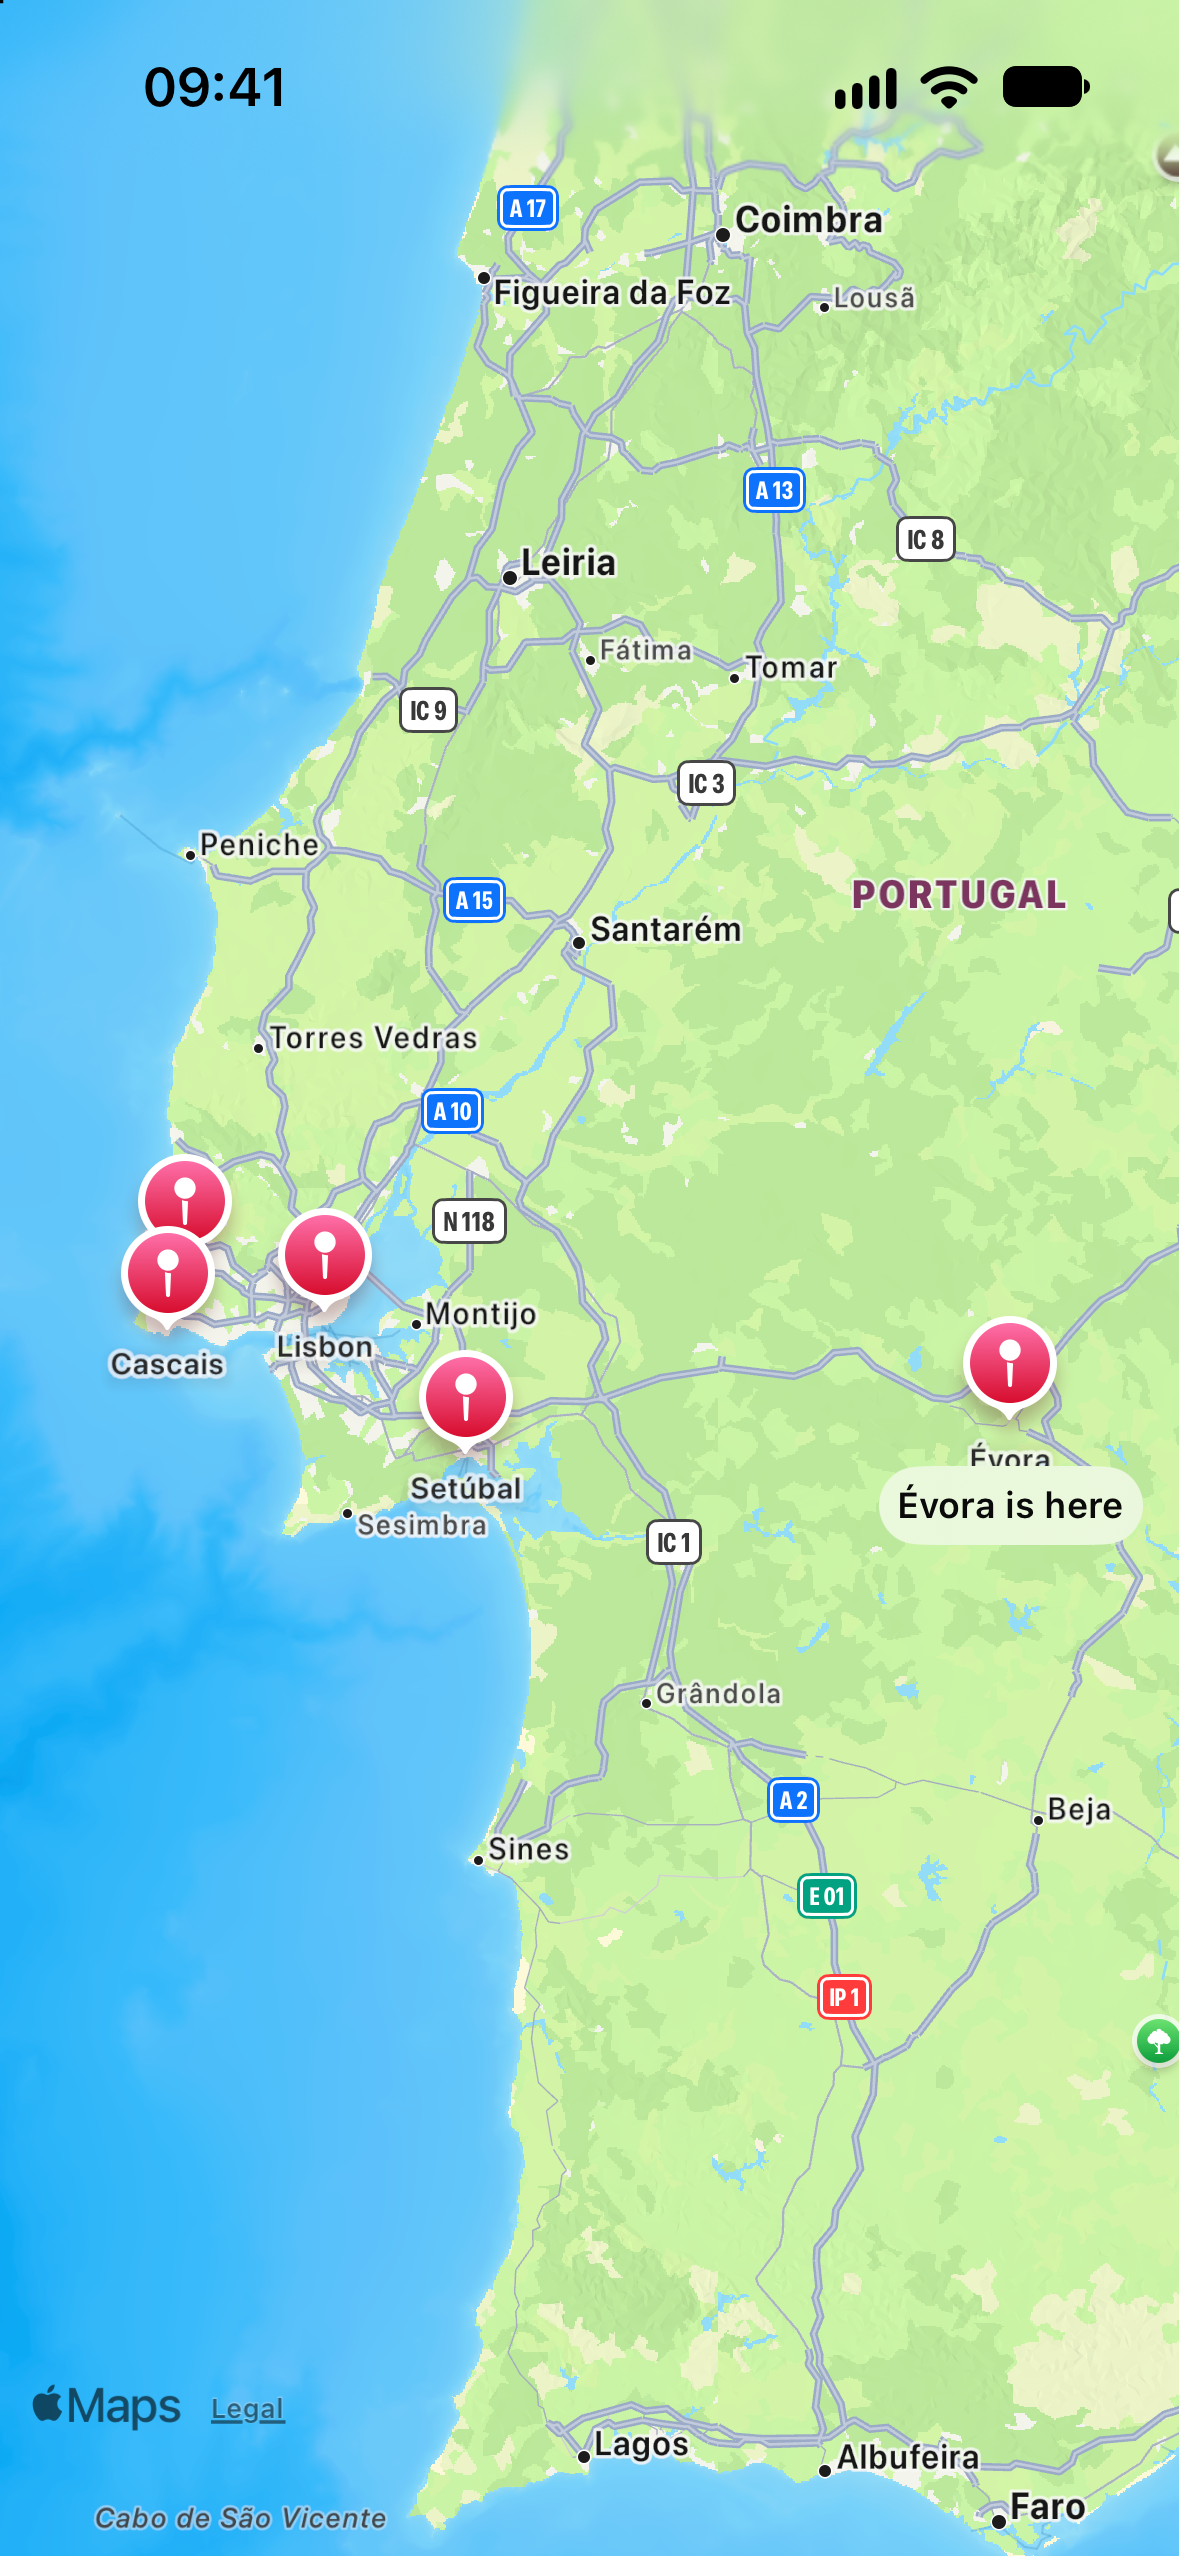 09:41
A 17
Coimbra
Figueira da Foz
Lousã
A 13
IC 8
Leiria
Fátima
Tomar
IC 9
IC 3
Peniche
A 15
PORTUGAL
Santarém
Torres Vedras
A 10
N 118
Montijo
Lisbon
Cascais
Évora
Setúbal
Évora is here
Sesimbra
IC 1
Grândola
A 2
Beja
Sines
E 01
IP 1
Maps
Legal
Lagos
Albufeira
Faro
Cabo de São Vicente